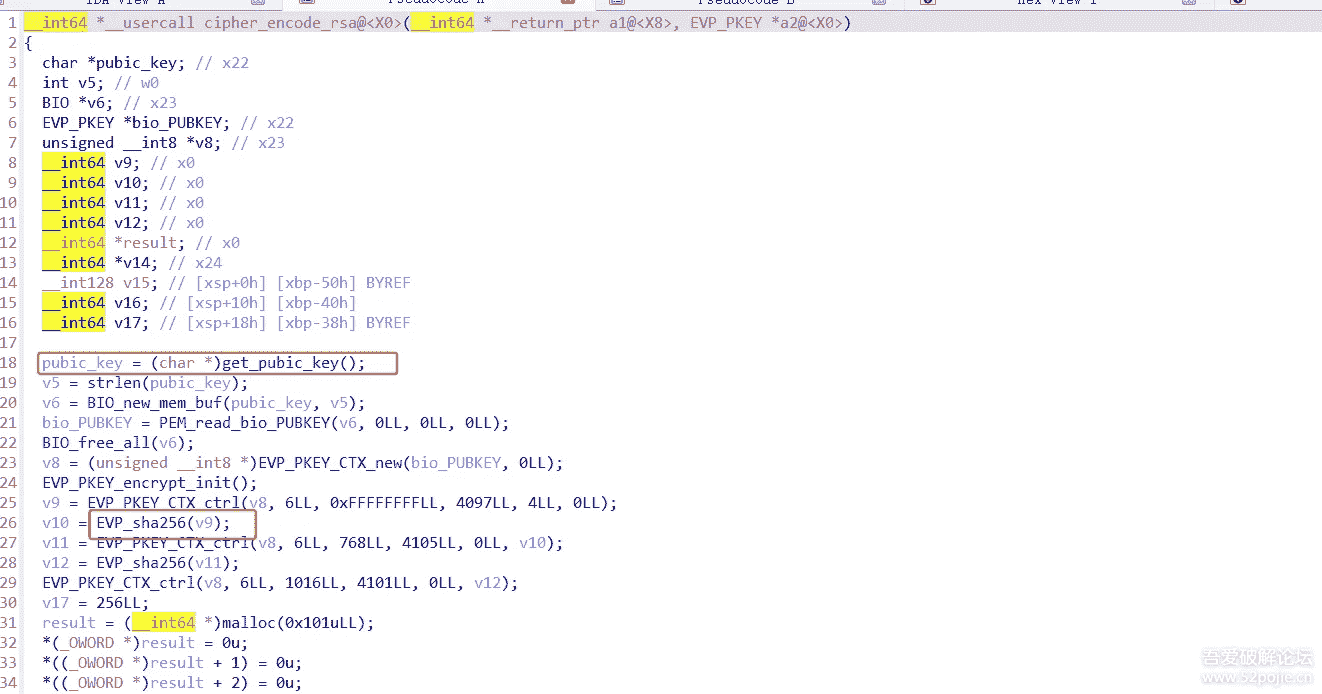 IDA View-A Pseudocode-A Pseudocode-B Hex View-1
1 __int64 *__usercall cipher_encode_rsa@<X0>(__int64 *__return_ptr a1@<X8>, EVP_PKEY *a2@<X0>)
2 {
3 char *pubic_key; // x22
4 int v5; // w0
5 BIO *v6; // x23
6 EVP_PKEY *bio_PUBKEY; // x22
7 unsigned __int8 *v8; // x23
8 __int64 v9; // x0
9 __int64 v10; // x0
10 __int64 v11; // x0
11 __int64 v12; // x0
12 __int64 *result; // x0
13 __int64 *v14; // x24
14 __int128 v15; // [xsp+0h] [xbp-50h] BYREF
15 __int64 v16; // [xsp+10h] [xbp-40h]
16 __int64 v17; // [xsp+18h] [xbp-38h] BYREF
17
18 pubic_key = (char *)get_pubic_key();
19 v5 = strlen(pubic_key);
20 v6 = BIO_new_mem_buf(pubic_key, v5);
21 bio_PUBKEY = PEM_read_bio_PUBKEY(v6, 0LL, 0LL, 0LL);
22 BIO_free_all(v6);
23 v8 = (unsigned __int8 *)EVP_PKEY_CTX_new(bio_PUBKEY, 0LL);
24 EVP_PKEY_encrypt_init();
25 v9 = EVP_PKEY_CTX_ctrl(v8, 6LL, 0xFFFFFFFFLL, 4097LL, 4LL, 0LL);
26 v10 = EVP_sha256(v9);
27 v11 = EVP_PKEY_CTX_ctrl(v8, 6LL, 768LL, 4105LL, 0LL, v10);
28 v12 = EVP_sha256(v11);
29 EVP_PKEY_CTX_ctrl(v8, 6LL, 1016LL, 4101LL, 0LL, v12);
30 v17 = 256LL;
31 result = (__int64 *)malloc(0x101uLL);
32 *(_OWORD *)result = 0u;
33 *((_OWORD *)result + 1) = 0u;
34 *((_OWORD *)result + 2) = 0u;
吾爱破解论坛
www.52pojie.cn